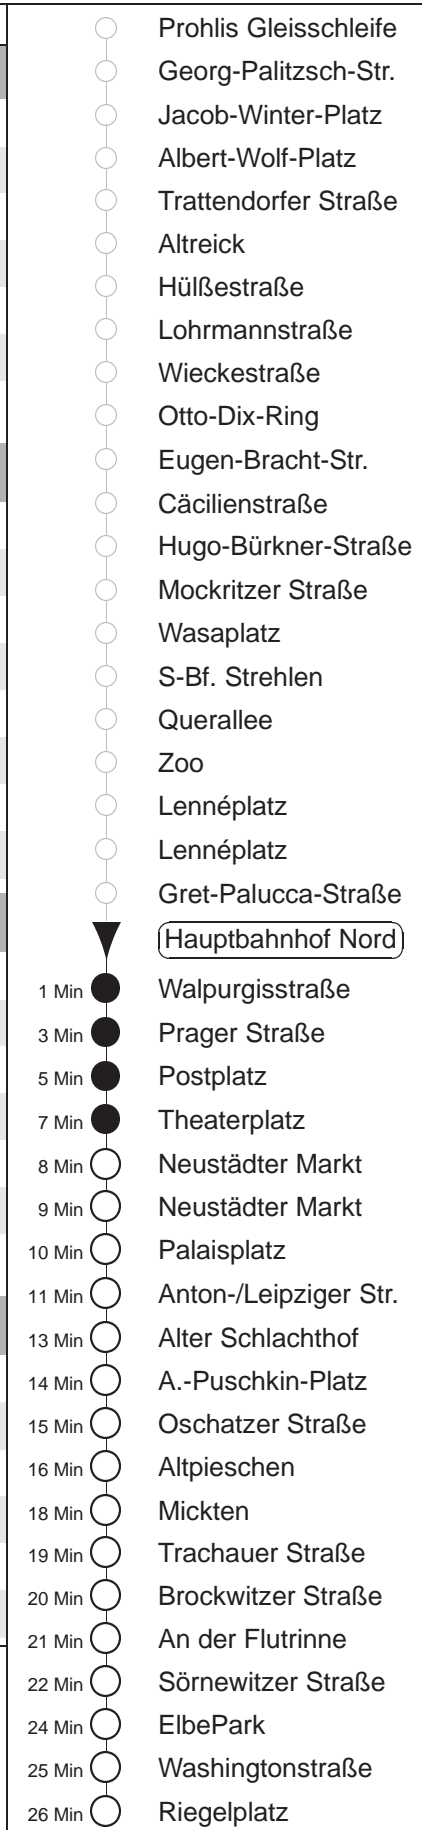 Prohlis Gleisschleife
Georg-Palitzsch-Str.
Jacob-Winter-Platz
Albert-Wolf-Platz
Trattendorfer Straße
Altreick
Hülßestraße
Lohrmannstraße
Wieckestraße
Otto-Dix-Ring
Eugen-Bracht-Str.
Cäcilienstraße
Hugo-Bürkner-Straße
Mockritzer Straße
Wasaplatz
S-Bf. Strehlen
Querallee
Zoo
Lennéplatz
Lennéplatz
Gret-Palucca-Straße
Hauptbahnhof Nord
1 Min Walpurgisstraße
3 Min Prager Straße
5 Min Postplatz
7 Min Theaterplatz
8 Min Neustädter Markt
9 Min Neustädter Markt
10 Min Palaisplatz
11 Min Anton-/Leipziger Str.
13 Min Alter Schlachthof
14 Min A.-Puschkin-Platz
15 Min Oschatzer Straße
16 Min Altpieschen
18 Min Mickten
19 Min Trachauer Straße
20 Min Brockwitzer Straße
21 Min An der Flutrinne
22 Min Sörnewitzer Straße
24 Min ElbePark
25 Min Washingtonstraße
26 Min Riegelplatz